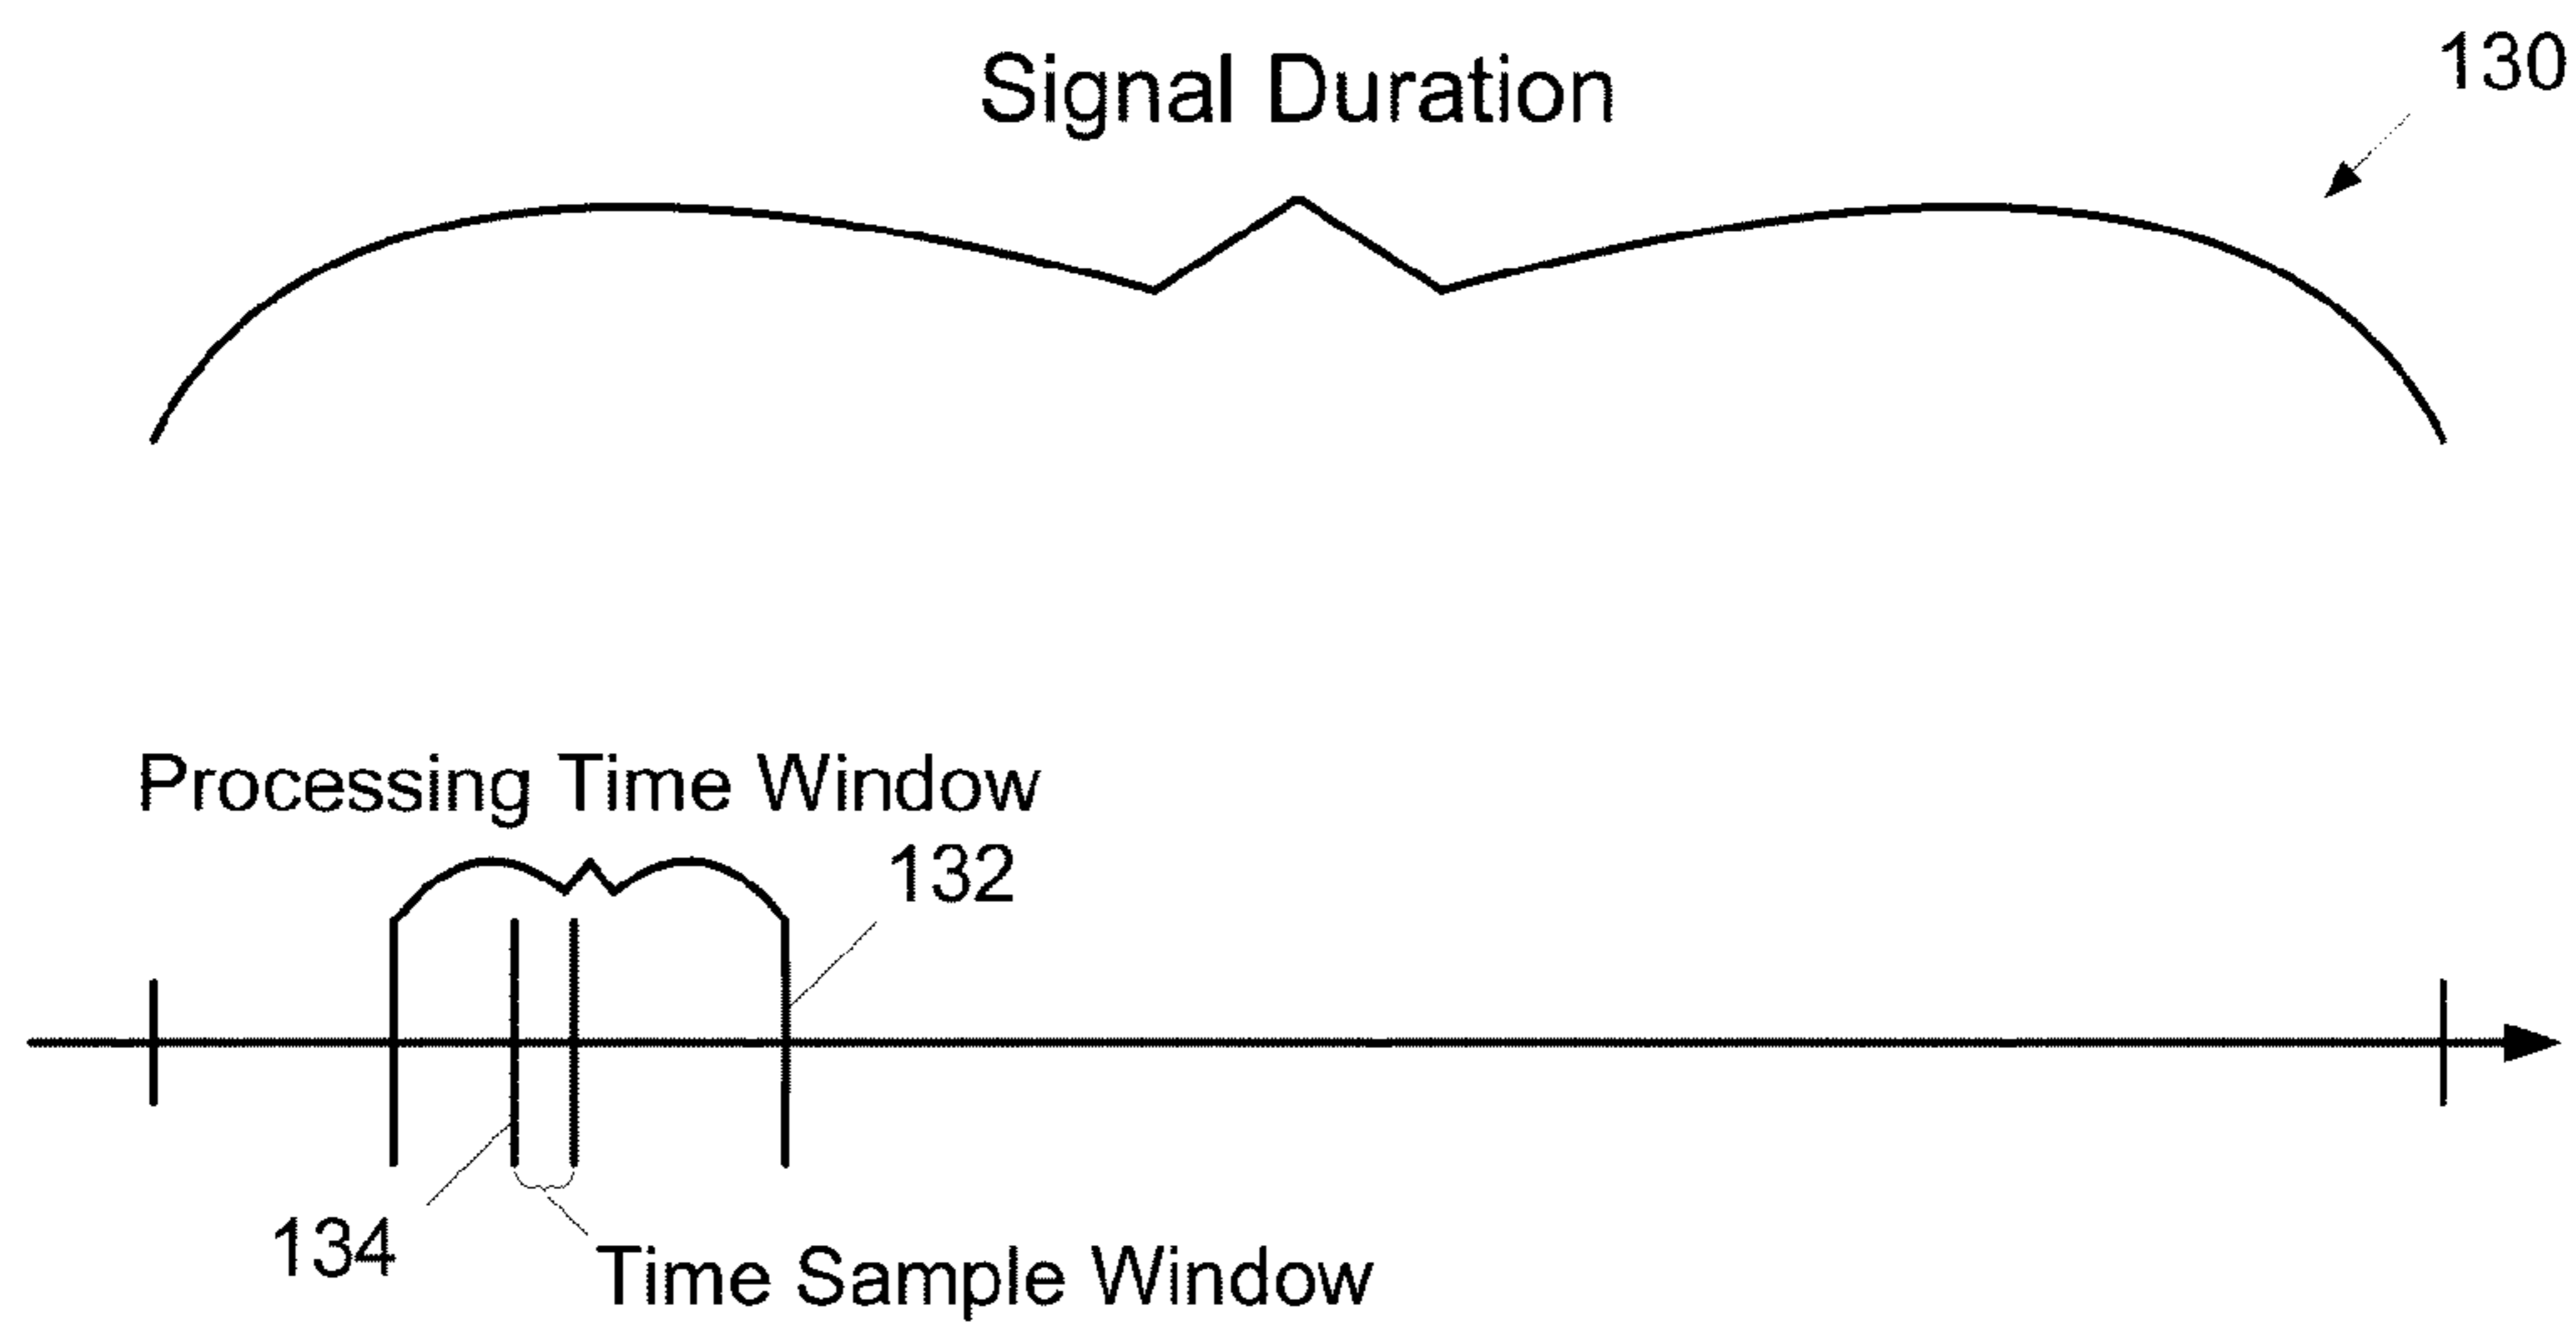 130
Signal Duration
Processing Time Window
132
134
Time Sample Window